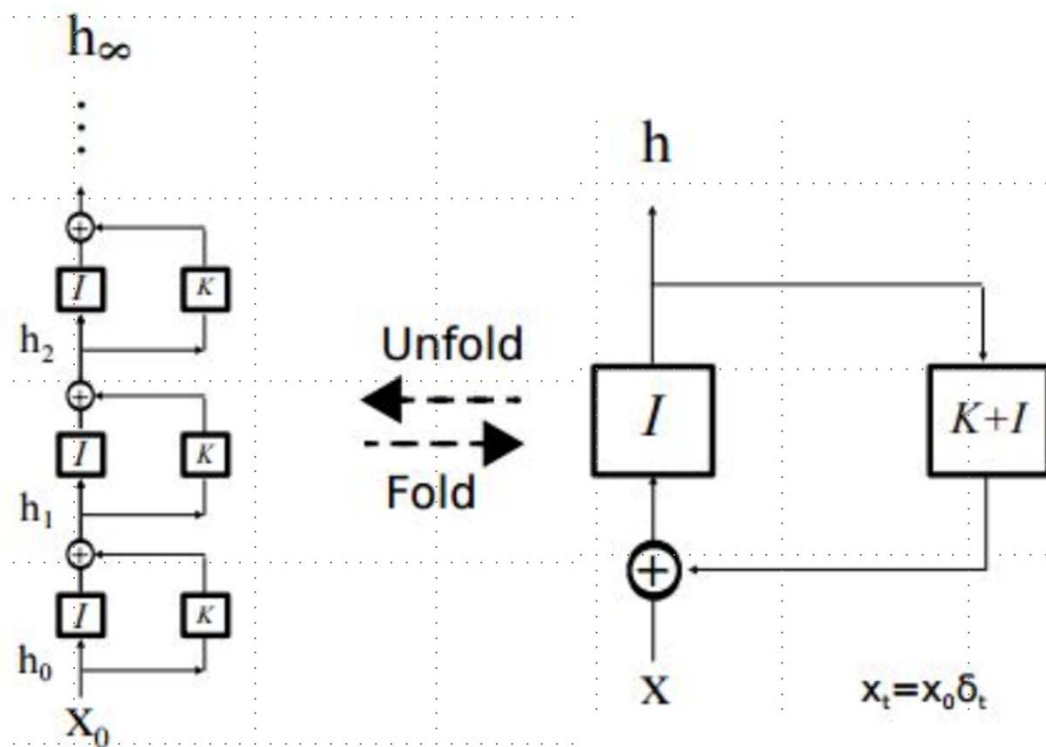 h∞
⋮
+
I K
h₂
+
I K
h₁
+
I K
h₀
x₀
Unfold
Fold
h
I
K+I
+
x
xₜ=x₀δₜ